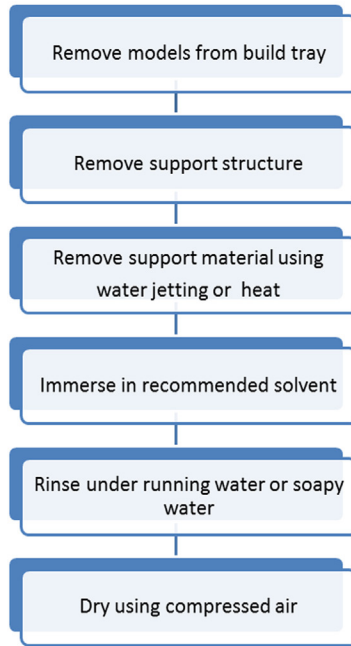 Remove models from build tray
Remove support structure
Remove support material using
water jetting or heat
Immerse in recommended solvent
Rinse under running water or soapy
water
Dry using compressed air